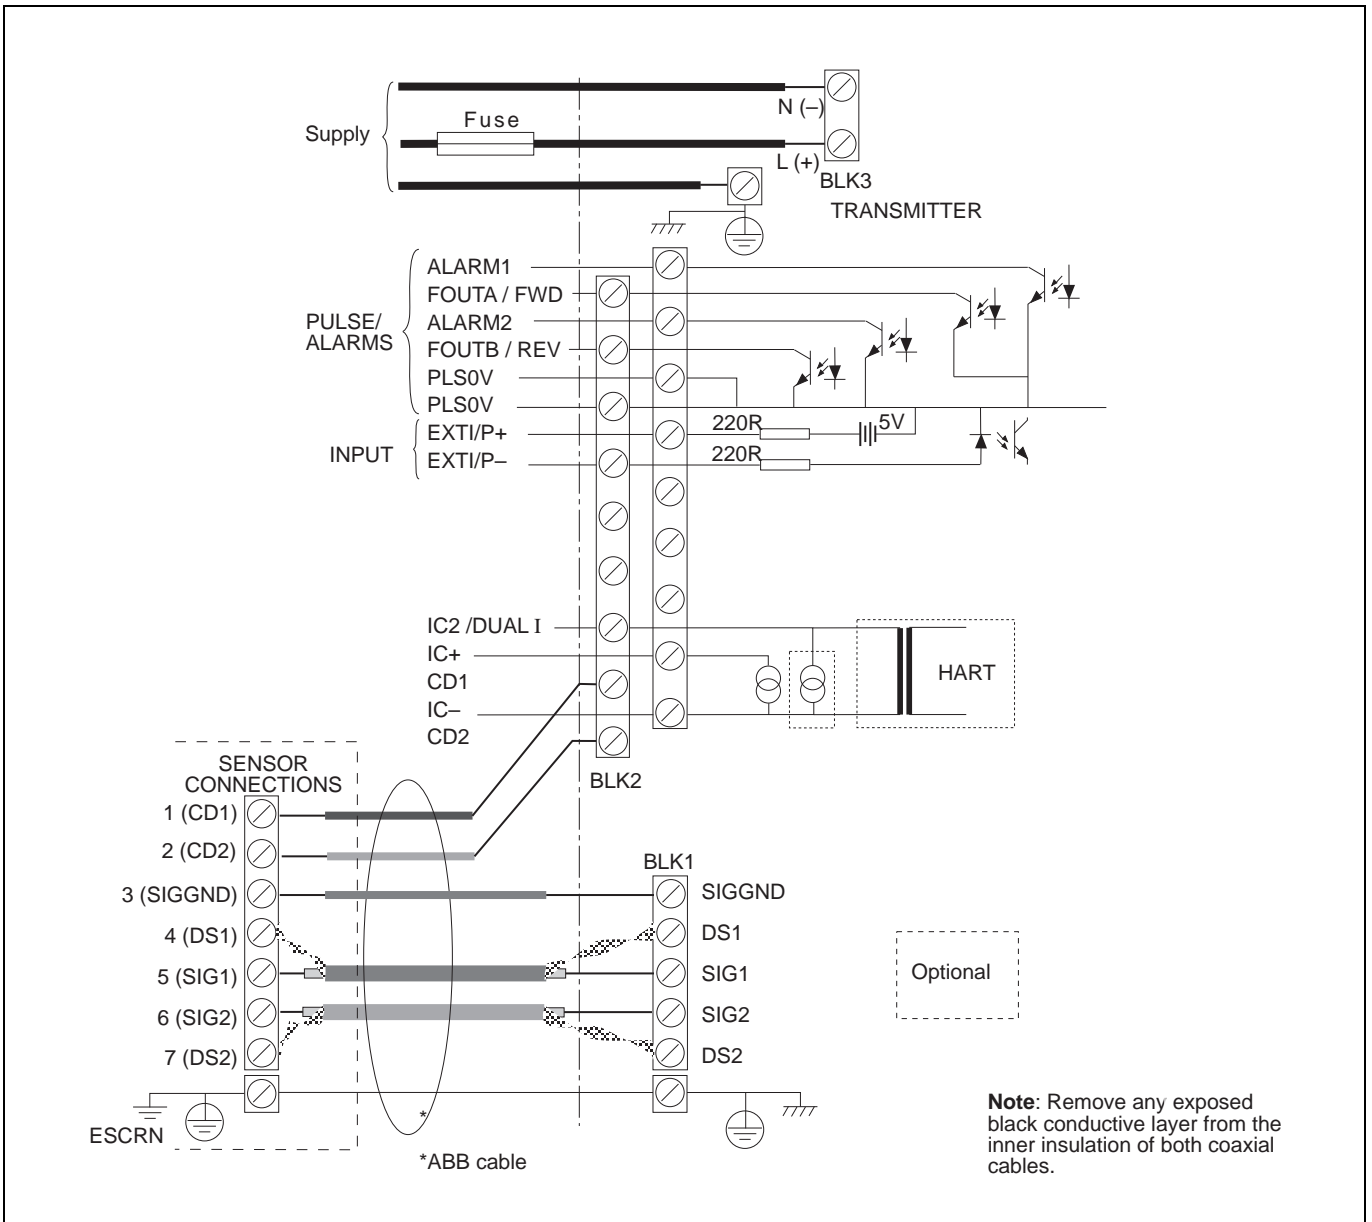 N (–)
Supply
Fuse
L (+)
BLK3
TRANSMITTER
PULSE/
ALARMS
ALARM1
FOUTA / FWD
ALARM2
FOUTB / REV
PLS0V
PLS0V
INPUT
EXTI/P+
EXTI/P–
220R
5V
220R
IC2 /DUAL I
IC+
CD1
IC–
CD2
HART
BLK2
SENSOR
CONNECTIONS
1 (CD1)
2 (CD2)
3 (SIGGND)
4 (DS1)
5 (SIG1)
6 (SIG2)
7 (DS2)
ESCRN
*
*ABB cable
BLK1
SIGGND
DS1
SIG1
SIG2
DS2
Optional
Note: Remove any exposed
black conductive layer from the
inner insulation of both coaxial
cables.